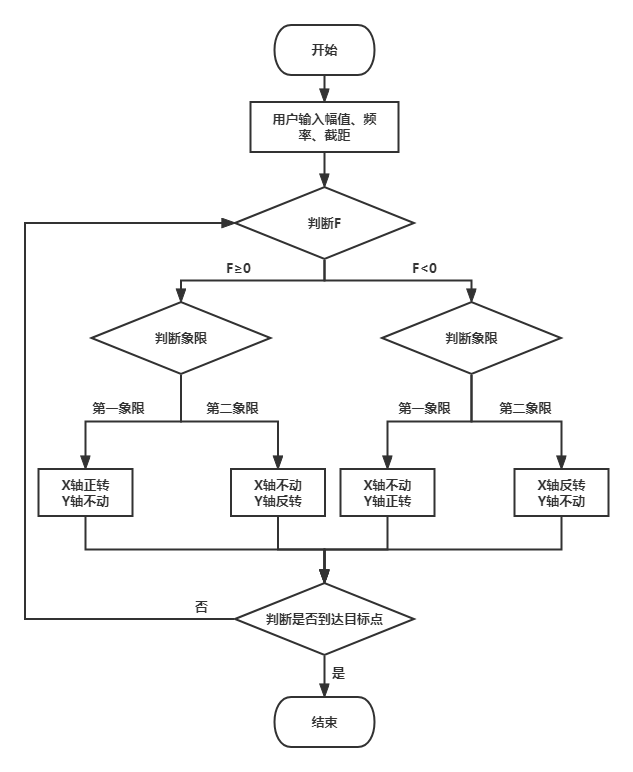 开始
用户输入幅值、频
率、截距
判断F
F≥0
F<0
判断象限
判断象限
第一象限
第二象限
第一象限
第二象限
X轴正转
Y轴不动
X轴不动
Y轴反转
X轴不动
Y轴正转
X轴反转
Y轴不动
否
判断是否到达目标点
是
结束